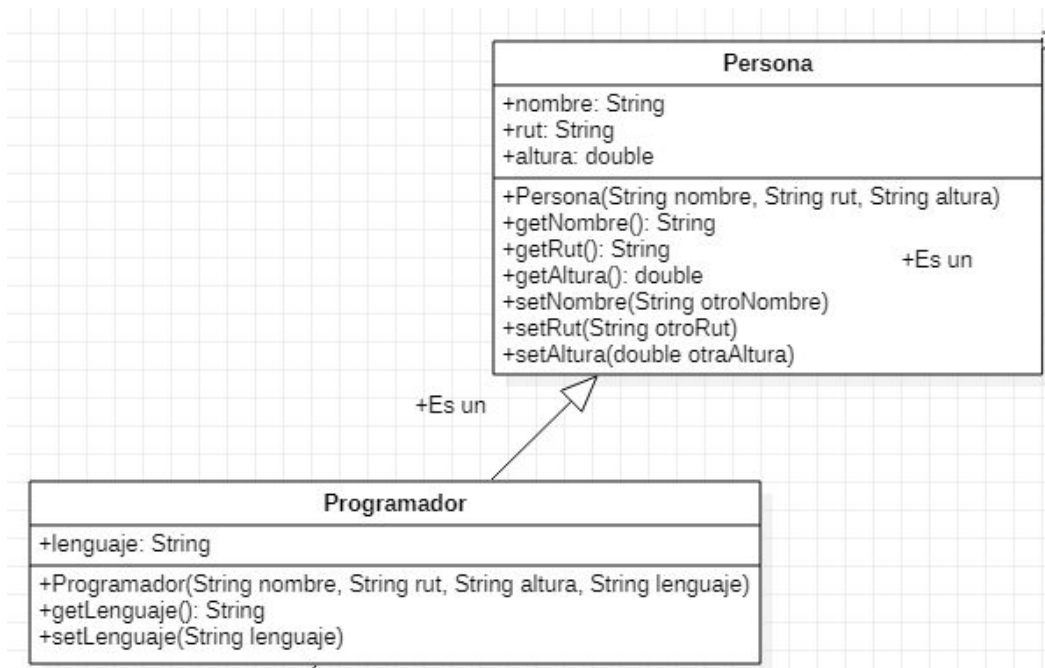 Persona
+nombre: String
+rut: String
+altura: double
+Persona(String nombre, String rut, String altura)
+getNombre(): String
+getRut(): String
+getAltura(): double
+setNombre(String otroNombre)
+setRut(String otroRut)
+setAltura(double otraAltura)
+Es un
+Es un
Programador
+lenguaje: String
+Programador(String nombre, String rut, String altura, String lenguaje)
+getLenguaje(): String
+setLenguaje(String lenguaje)